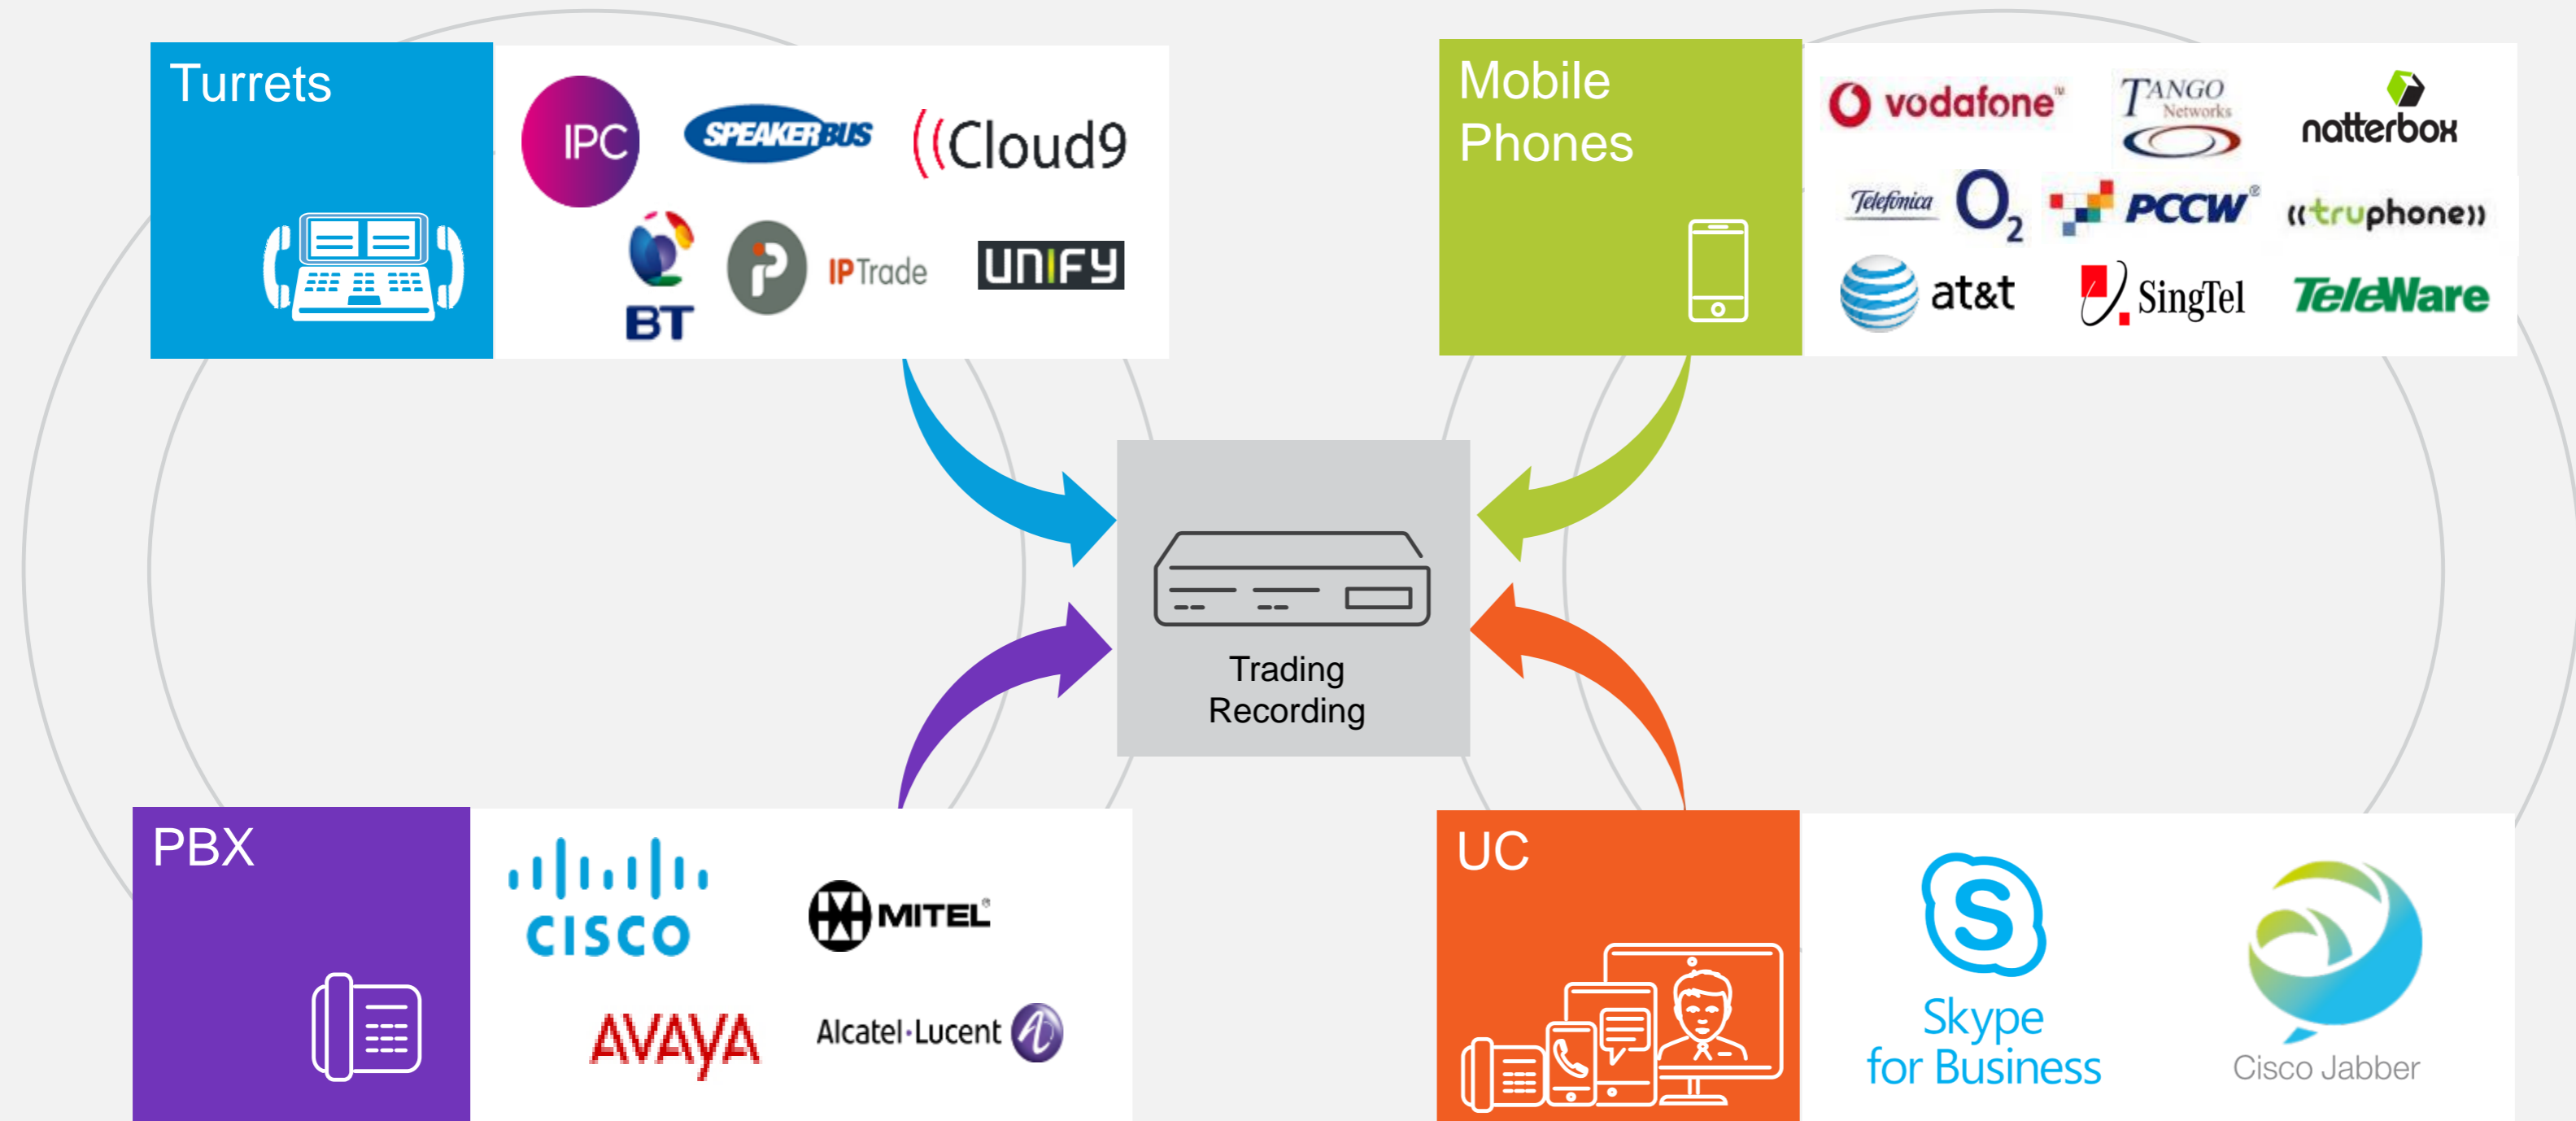 Turrets
IPC
SPEAKERBUS
((Cloud9
BT
IPTrade
UNIFY
Mobile
Phones
vodafone™
TANGO
Networks
natterbox
Telefónica
O2
PCCW®
((truphone))
at&t
SingTel
TeleWare
Trading
Recording
PBX
CISCO
MITEL®
AVAYA
Alcatel·Lucent
UC
S
Skype
for Business
Cisco Jabber